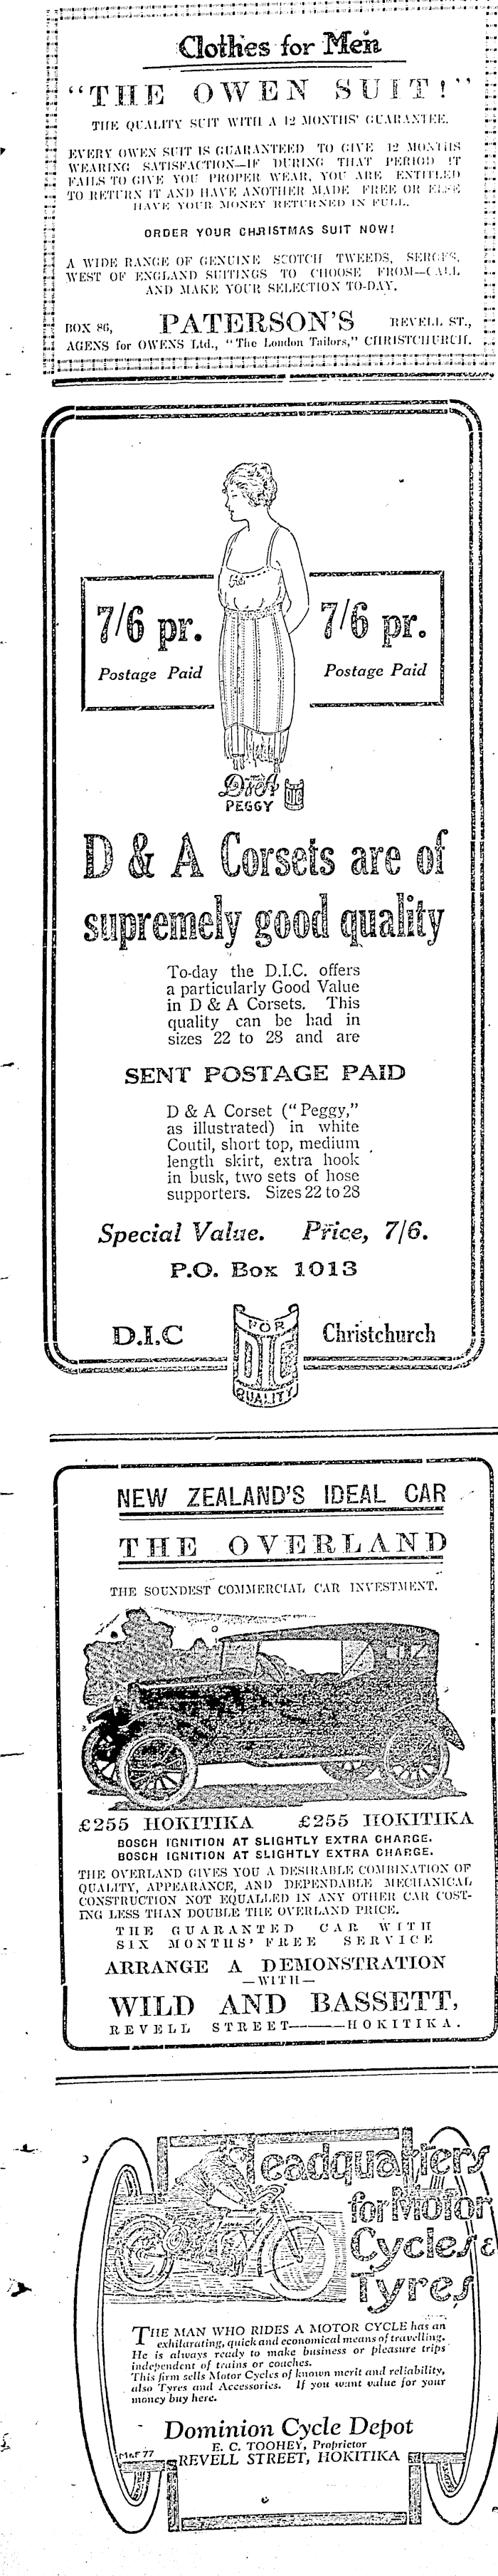 Clothes for Men
"THE OWEN SUIT!"
THE QUALITY SUIT WITH A 12 MONTHS' GUARANTEE.
EVERY OWEN SUIT IS GUARANTEED TO GIVE 12 MONTHS
WEARING SATISFACTION—IF DURING THAT PERIOD IT
FAILS TO GIVE YOU PROPER WEAR, YOU ARE ENTITLED
TO RETURN IT AND HAVE ANOTHER MADE FREE OR ELSE
HAVE YOUR MONEY RETURNED IN FULL.
ORDER YOUR CHRISTMAS SUIT NOW!
A WIDE RANGE OF GENUINE SCOTCH TWEEDS, SERGES,
WEST OF ENGLAND SUITINGS TO CHOOSE FROM—CALL
AND MAKE YOUR SELECTION TO-DAY.
BOX 86, PATERSON'S REVELL ST.,
AGENS for OWENS Ltd., "The London Tailors," CHRISTCHURCH.
7/6 pr. 7/6 pr.
Postage Paid Postage Paid
D & A
PEGGY
D & A Corsets are of
supremely good quality
To-day the D.I.C. offers
a particularly Good Value
in D & A Corsets. This
quality can be had in
sizes 22 to 28 and are
SENT POSTAGE PAID
D & A Corset ("Peggy,"
as illustrated) in white
Coutil, short top, medium
length skirt, extra hook
in busk, two sets of hose
supporters. Sizes 22 to 28
Special Value. Price, 7/6.
P.O. Box 1013
D.I.C FOR DIC QUALITY Christchurch
NEW ZEALAND'S IDEAL CAR
THE OVERLAND
THE SOUNDEST COMMERCIAL CAR INVESTMENT.
£255 HOKITIKA £255 HOKITIKA
BOSCH IGNITION AT SLIGHTLY EXTRA CHARGE.
BOSCH IGNITION AT SLIGHTLY EXTRA CHARGE.
THE OVERLAND GIVES YOU A DESIRABLE COMBINATION OF
QUALITY, APPEARANCE, AND DEPENDABLE MECHANICAL
CONSTRUCTION NOT EQUALLED IN ANY OTHER CAR COST-
ING LESS THAN DOUBLE THE OVERLAND PRICE.
THE GUARANTED CAR WITH
SIX MONTHS' FREE SERVICE
ARRANGE A DEMONSTRATION
—WITH—
WILD AND BASSETT,
REVELL STREET———HOKITIKA.
Headquarters
for Motor
Cycles &
Tyres
THE MAN WHO RIDES A MOTOR CYCLE has an
exhilarating, quick and economical means of travelling.
He is always ready to make business or pleasure trips
independent of trains or coaches.
This firm sells Motor Cycles of known merit and reliability,
also Tyres and Accessories. If you want value for your
money buy here.
Dominion Cycle Depot
E. C. TOOHEY, Proprietor
REVELL STREET, HOKITIKA